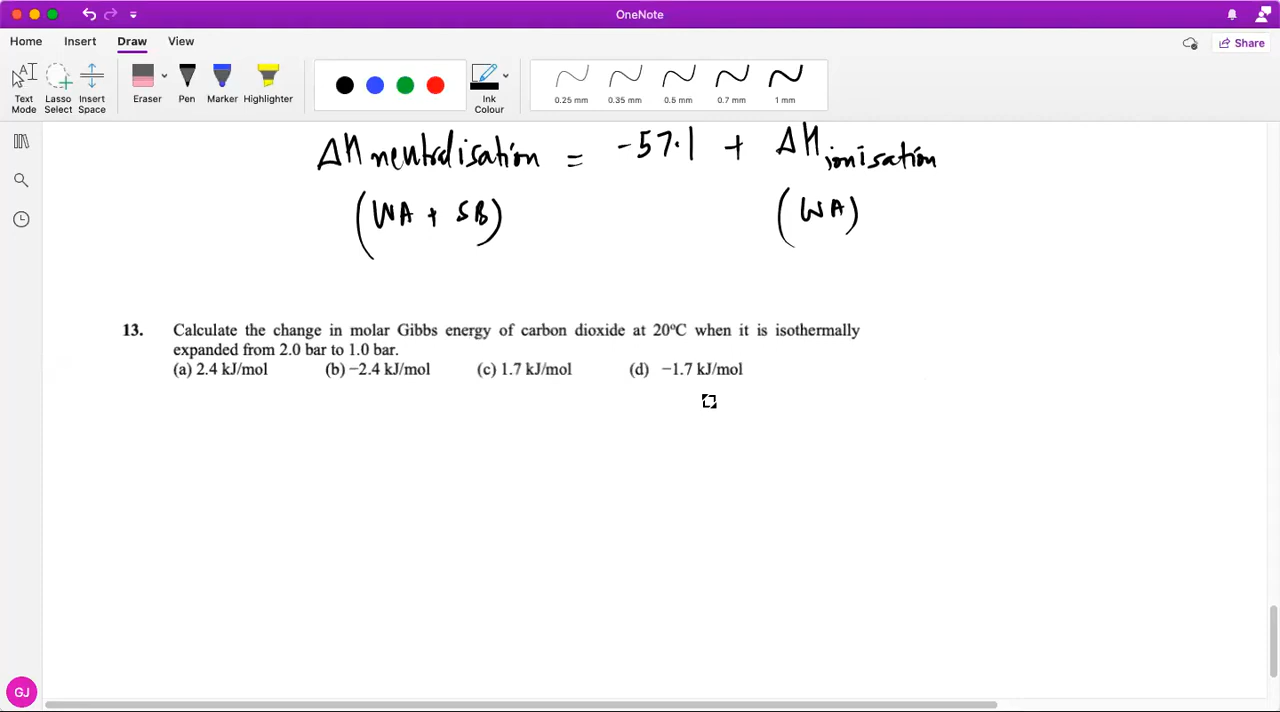 OneNote
Home Insert Draw View
Share
Text Mode
Lasso Select
Insert Space
Eraser
Pen
Marker
Highlighter
Ink Colour
0.25 mm
0.35 mm
0.5 mm
0.7 mm
1 mm
ΔH neutralisation = -57.1 + ΔH ionisation
(WA + SB) (WA)
13. Calculate the change in molar Gibbs energy of carbon dioxide at 20ºC when it is isothermally
expanded from 2.0 bar to 1.0 bar.
(a) 2.4 kJ/mol (b) −2.4 kJ/mol (c) 1.7 kJ/mol (d) −1.7 kJ/mol
GJ